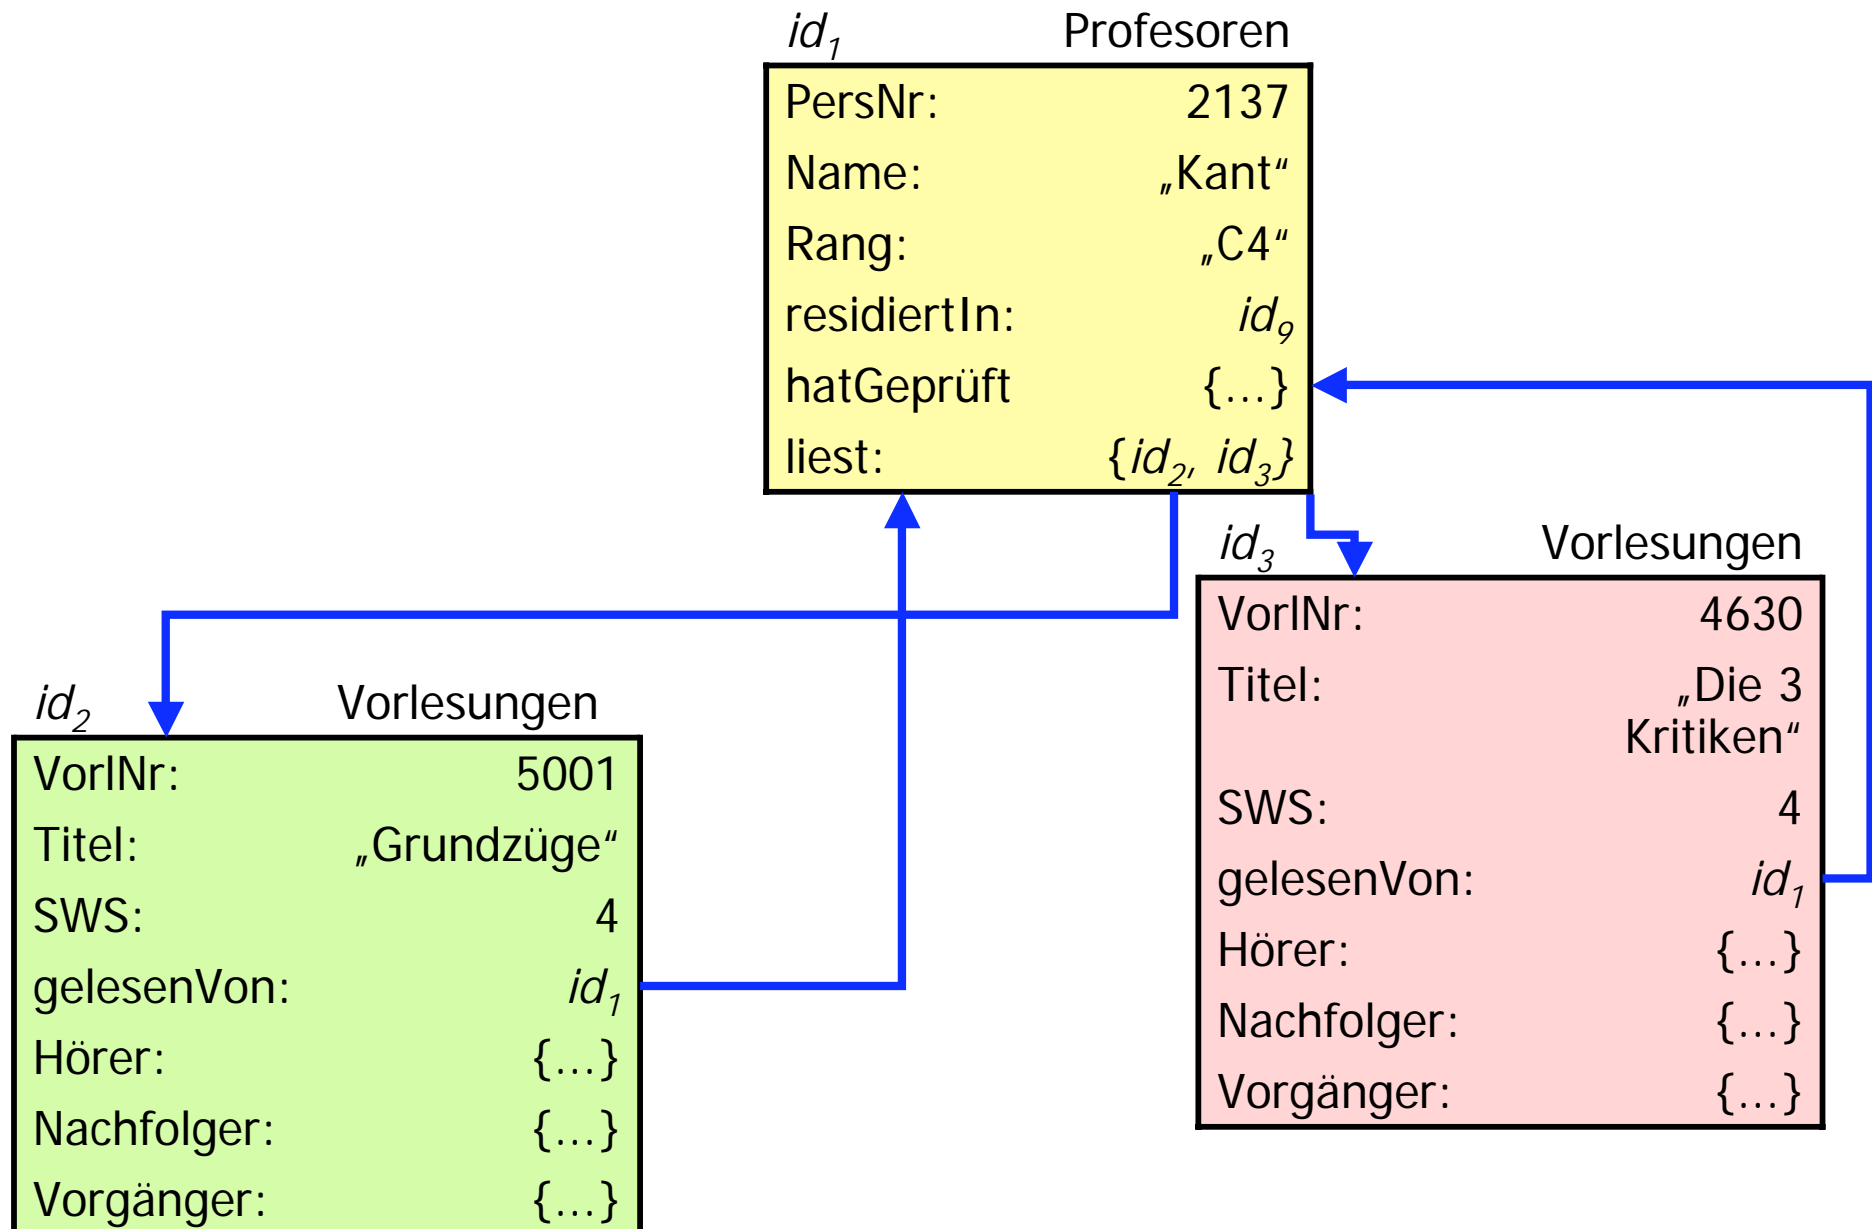 id₁ Profesoren
PersNr: 2137
Name: „Kant“
Rang: „C4“
residiertIn: id₉
hatGeprüft {...}
liest: {id₂, id₃}
id₃ Vorlesungen
VorlNr: 4630
Titel: „Die 3
Kritiken“
SWS: 4
gelesenVon: id₁
Hörer: {...}
Nachfolger: {...}
Vorgänger: {...}
id₂ Vorlesungen
VorlNr: 5001
Titel: „Grundzüge“
SWS: 4
gelesenVon: id₁
Hörer: {...}
Nachfolger: {...}
Vorgänger: {...}